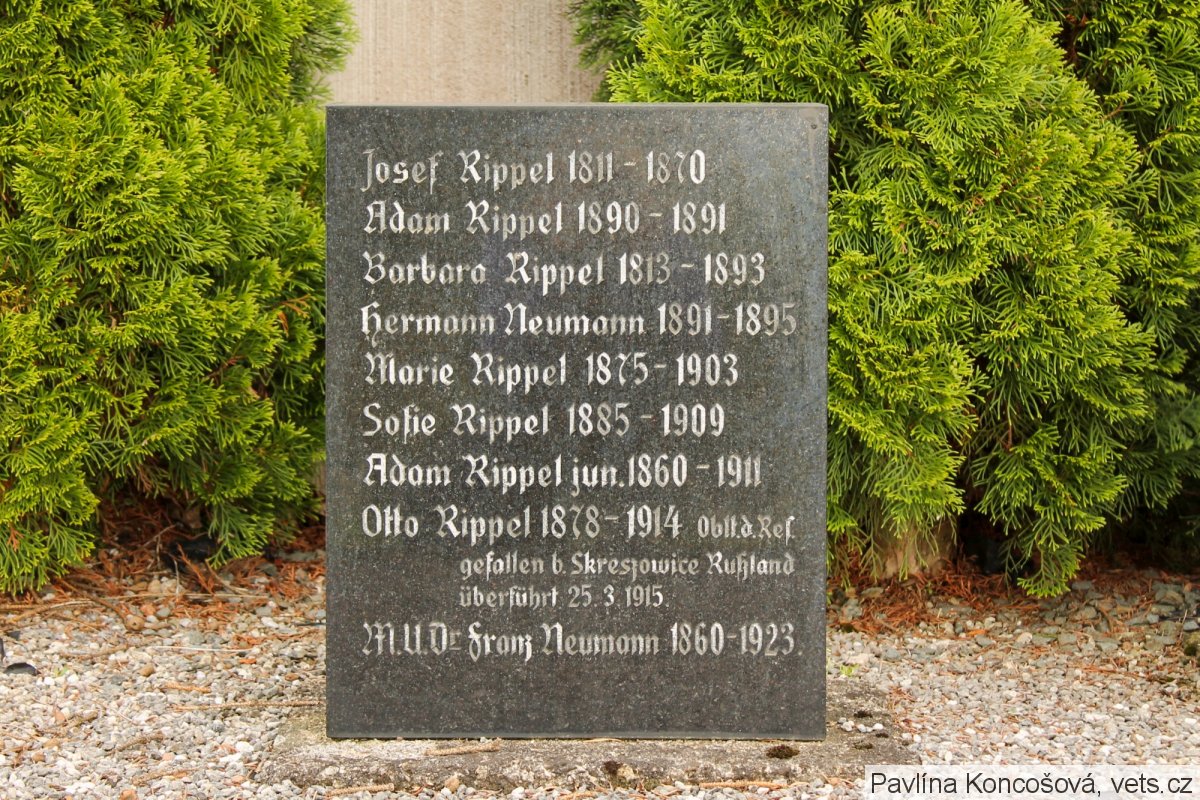 Josef Rippel 1811 - 1870
Adam Rippel 1890 - 1891
Barbara Rippel 1813 - 1893
Hermann Neumann 1891 - 1895
Marie Rippel 1875 - 1903
Sofie Rippel 1885 - 1909
Adam Rippel jun. 1860 - 1911
Otto Rippel 1878 - 1914 Oblt.d.Res.
gefallen b. Skresjowice Rußland
überführt 25. 3. 1915.
M.U.Dr Franz Neumann 1860-1923.
Pavlína Koncošová, vets.cz